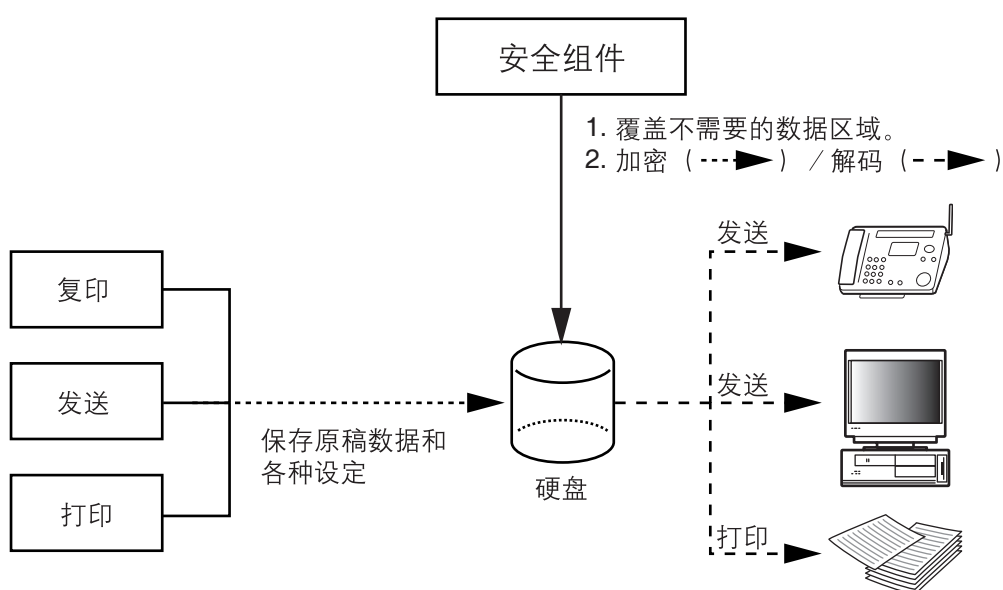 安全组件
1. 覆盖不需要的数据区域。
2. 加密（ ）／解码（ ）
发送
复印
发送
发送
保存原稿数据和
各种设定
硬盘
打印
打印